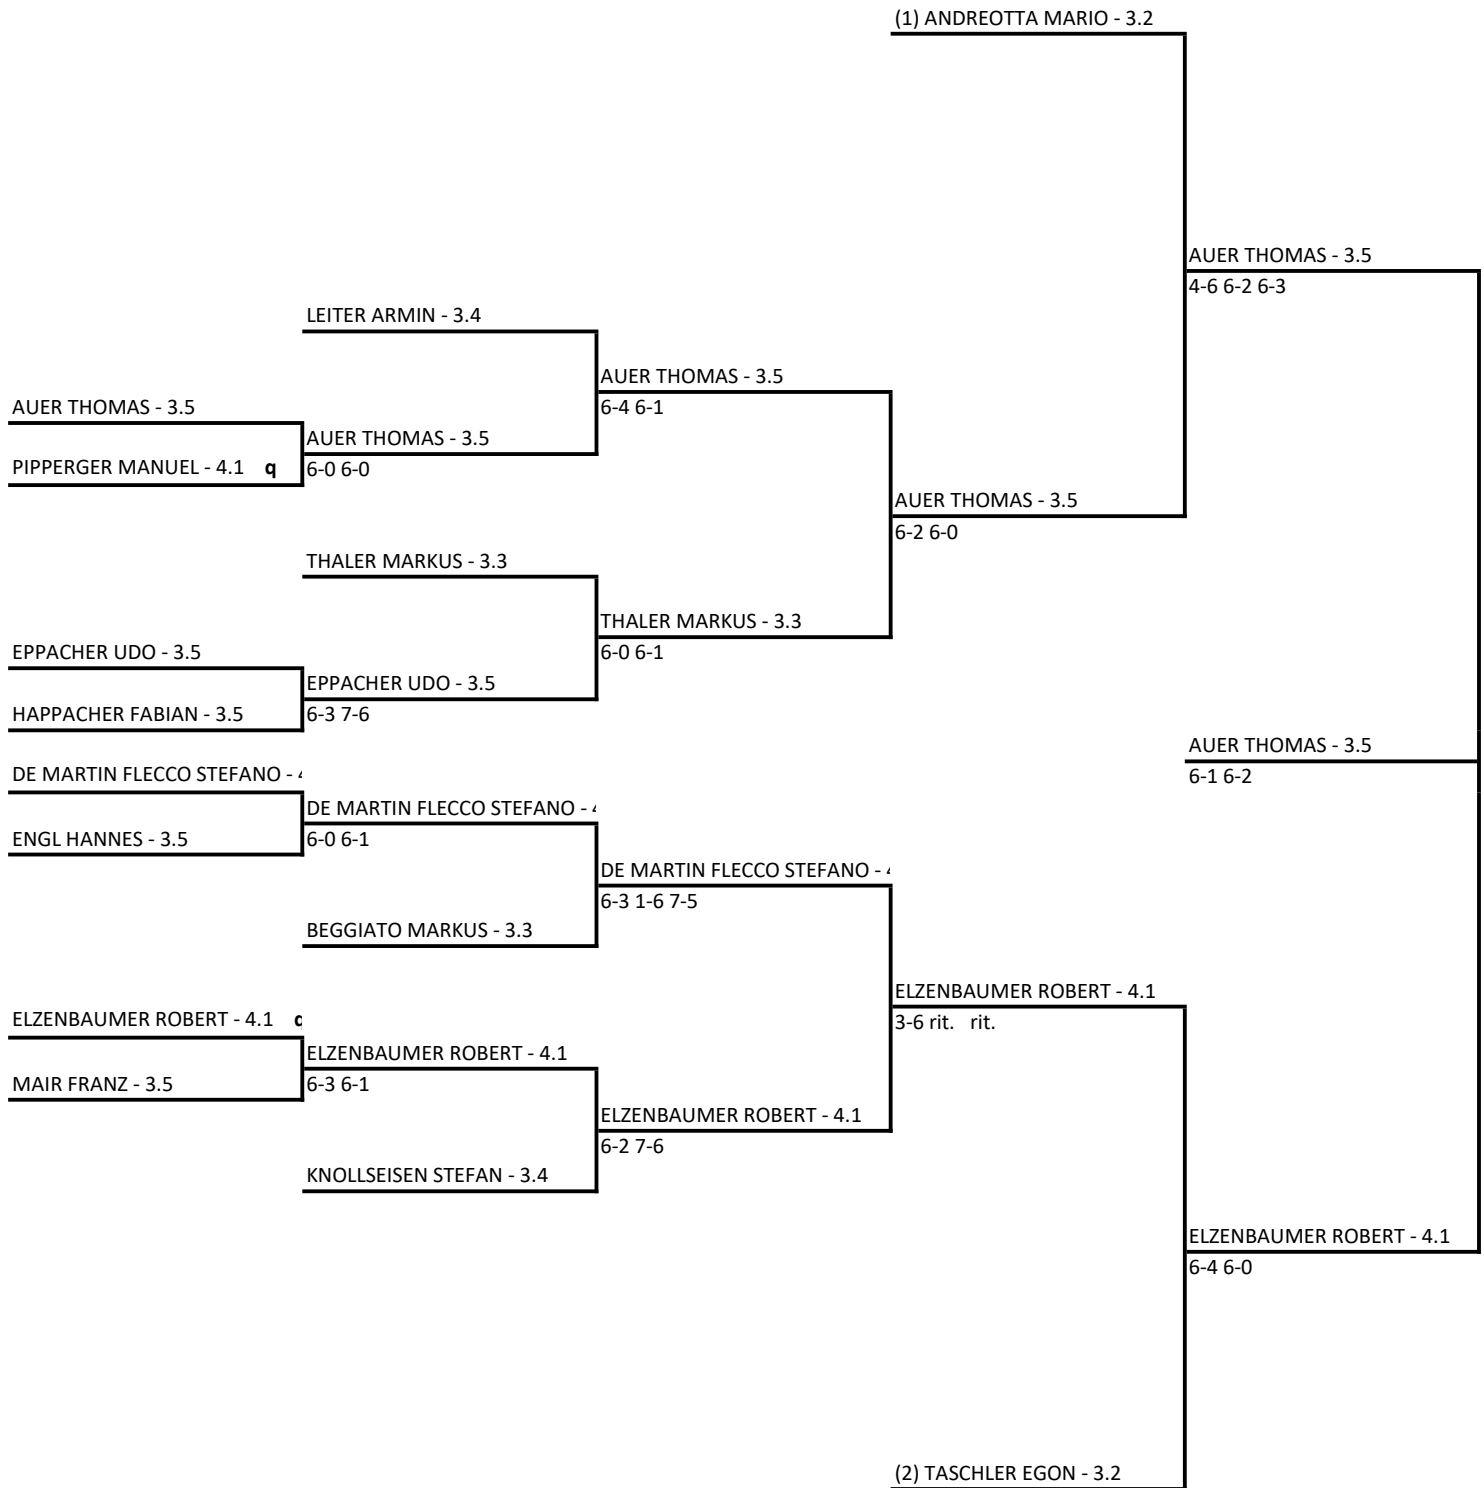 (1) ANDREOTTA MARIO - 3.2
AUER THOMAS - 3.5
4-6 6-2 6-3
LEITER ARMIN - 3.4
AUER THOMAS - 3.5
6-4 6-1
AUER THOMAS - 3.5
AUER THOMAS - 3.5
6-0 6-0
PIPPERGER MANUEL - 4.1 q
AUER THOMAS - 3.5
6-2 6-0
THALER MARKUS - 3.3
THALER MARKUS - 3.3
6-0 6-1
EPPACHER UDO - 3.5
EPPACHER UDO - 3.5
6-3 7-6
HAPPACHER FABIAN - 3.5
AUER THOMAS - 3.5
6-1 6-2
DE MARTIN FLECCO STEFANO -
DE MARTIN FLECCO STEFANO -
6-0 6-1
ENGL HANNES - 3.5
DE MARTIN FLECCO STEFANO -
6-3 1-6 7-5
BEGGIATO MARKUS - 3.3
ELZENBAUMER ROBERT - 4.1
3-6 rit. rit.
ELZENBAUMER ROBERT - 4.1 q
ELZENBAUMER ROBERT - 4.1
6-3 6-1
MAIR FRANZ - 3.5
ELZENBAUMER ROBERT - 4.1
6-2 7-6
KNOLLSEISEN STEFAN - 3.4
ELZENBAUMER ROBERT - 4.1
6-4 6-0
(2) TASCHLER EGON - 3.2